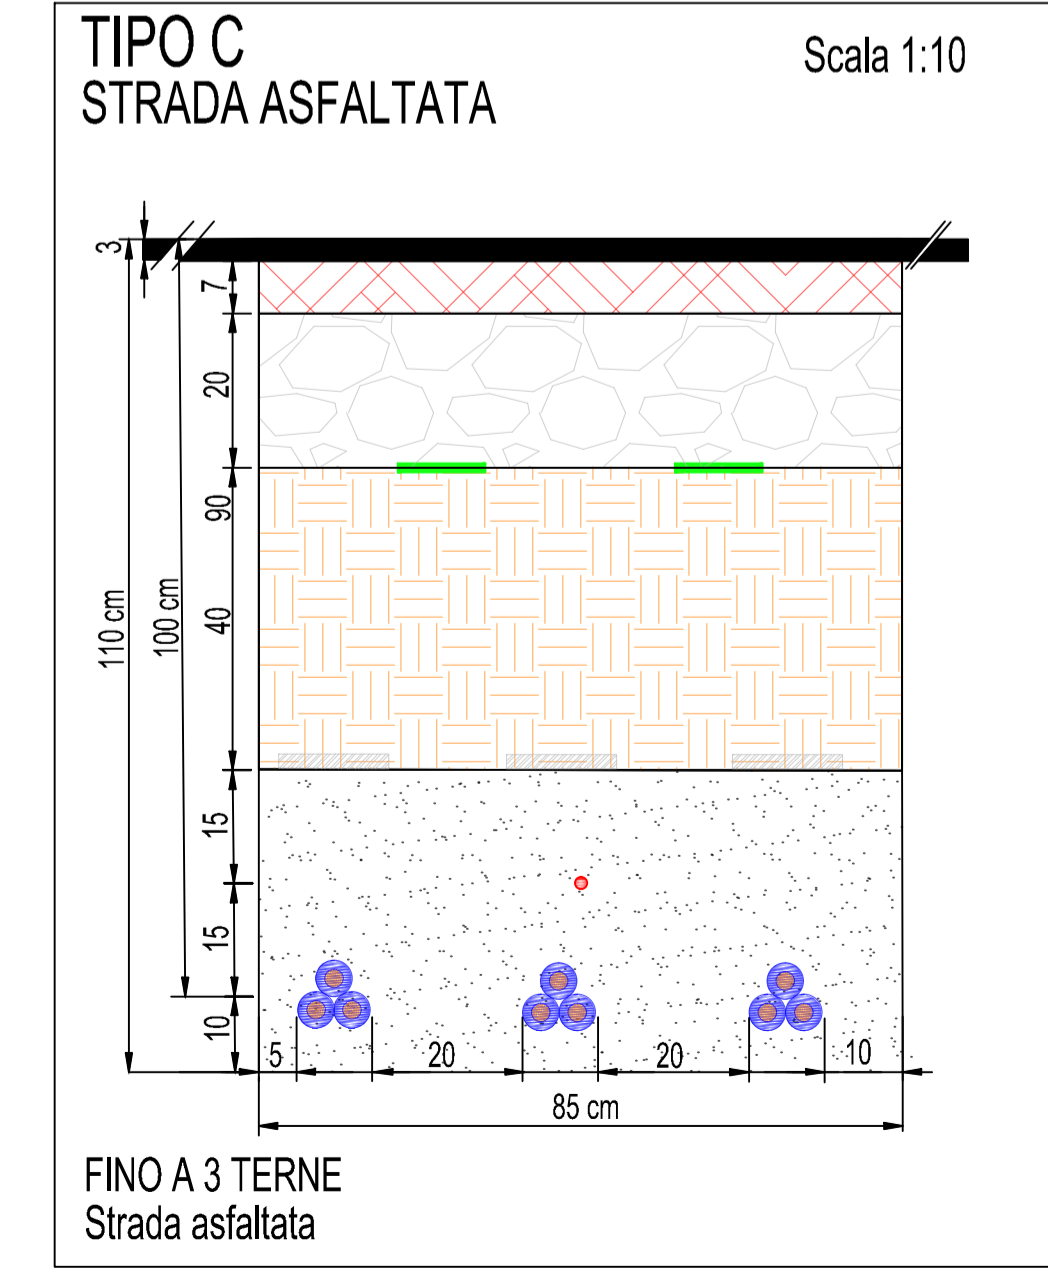 TIPO C
Scala 1:10
STRADA ASFALTATA
3
7
20
90
110 cm
100 cm
40
15
15
10
5
20
20
10
85 cm
FINO A 3 TERNE
Strada asfaltata